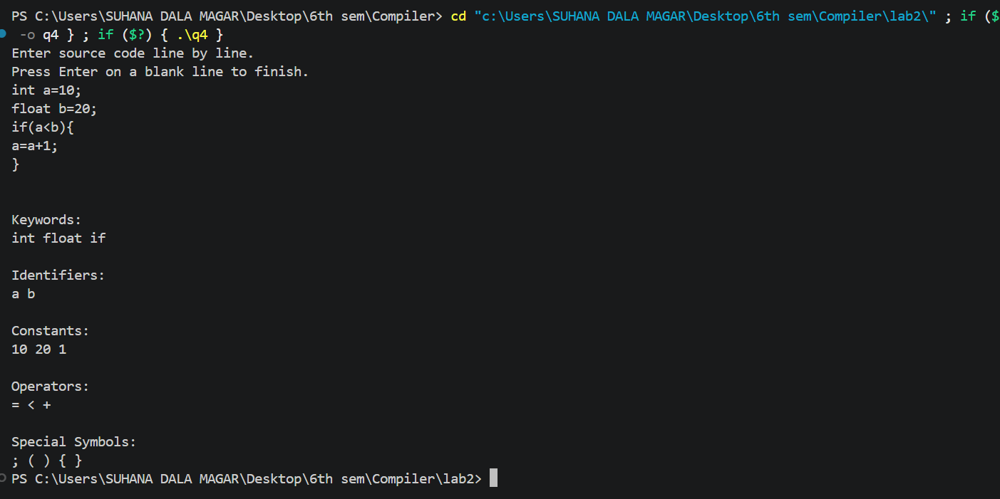 PS C:\Users\SUHANA DALA MAGAR\Desktop\6th sem\Compiler> cd "c:\Users\SUHANA DALA MAGAR\Desktop\6th sem\Compiler\lab2\" ; if ($
-o q4 } ; if ($?) { .\q4 }
Enter source code line by line.
Press Enter on a blank line to finish.
int a=10;
float b=20;
if(a<b){
a=a+1;
}
Keywords:
int float if
Identifiers:
a b
Constants:
10 20 1
Operators:
= < +
Special Symbols:
; ( ) { }
PS C:\Users\SUHANA DALA MAGAR\Desktop\6th sem\Compiler\lab2>